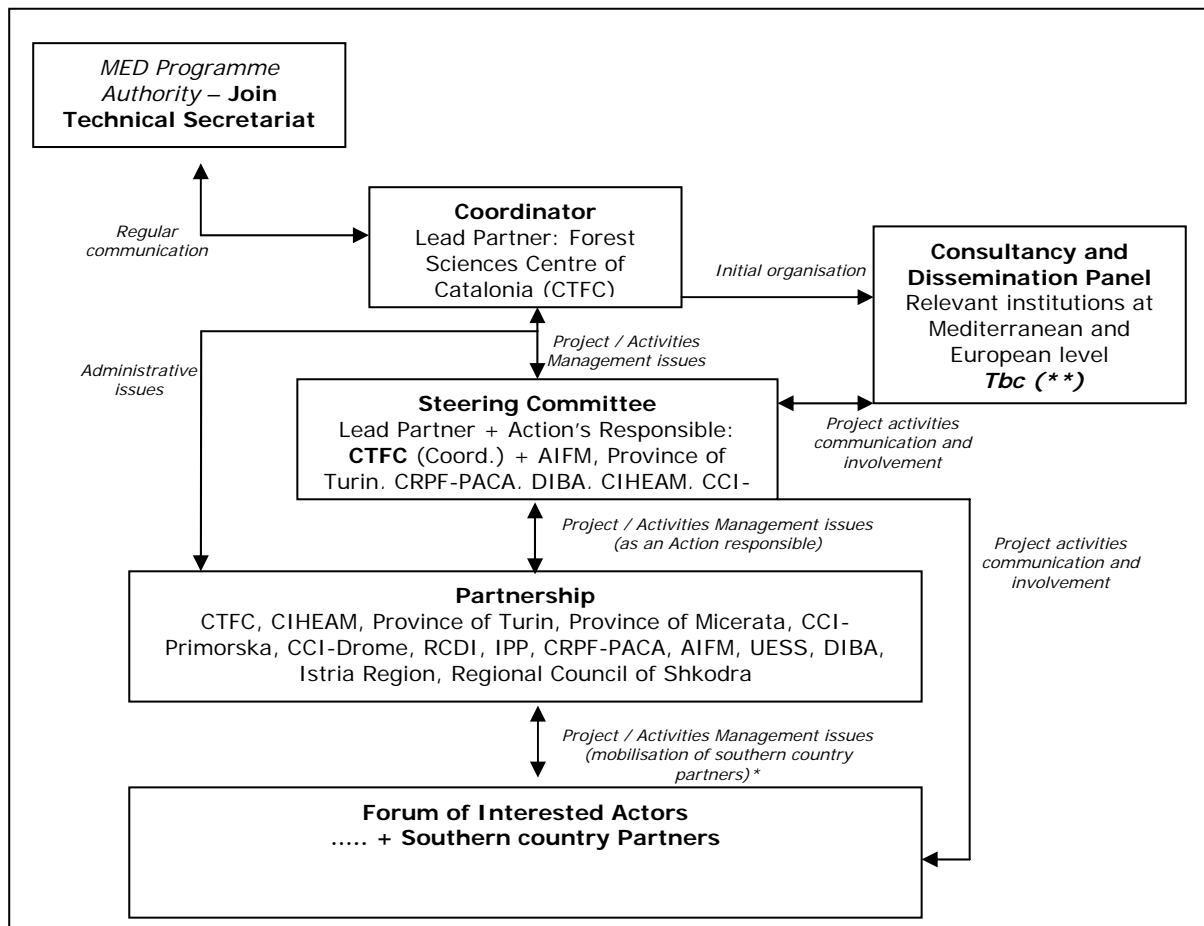 MED Programme
Authority – Join
Technical Secretariat
Regular
communication
Coordinator
Lead Partner: Forest
Sciences Centre of
Catalonia (CTFC)
Initial organisation
Consultancy and
Dissemination Panel
Relevant institutions at
Mediterranean and
European level
Tbc (**)
Administrative
issues
Project / Activities
Management issues
Steering Committee
Lead Partner + Action's Responsible:
CTFC (Coord.) + AIFM, Province of
Turin, CRPF-PACA, DIBA, CIHEAM, CCI-
Project activities
communication and
involvement
Project / Activities Management issues
(as an Action responsible)
Project activities
communication and
involvement
Partnership
CTFC, CIHEAM, Province of Turin, Province of Micerata, CCI-
Primorska, CCI-Drome, RCDI, IPP, CRPF-PACA, AIFM, UESS, DIBA,
Istria Region, Regional Council of Shkodra
Project / Activities Management issues
(mobilisation of southern country
partners)*
Forum of Interested Actors
..... + Southern country Partners